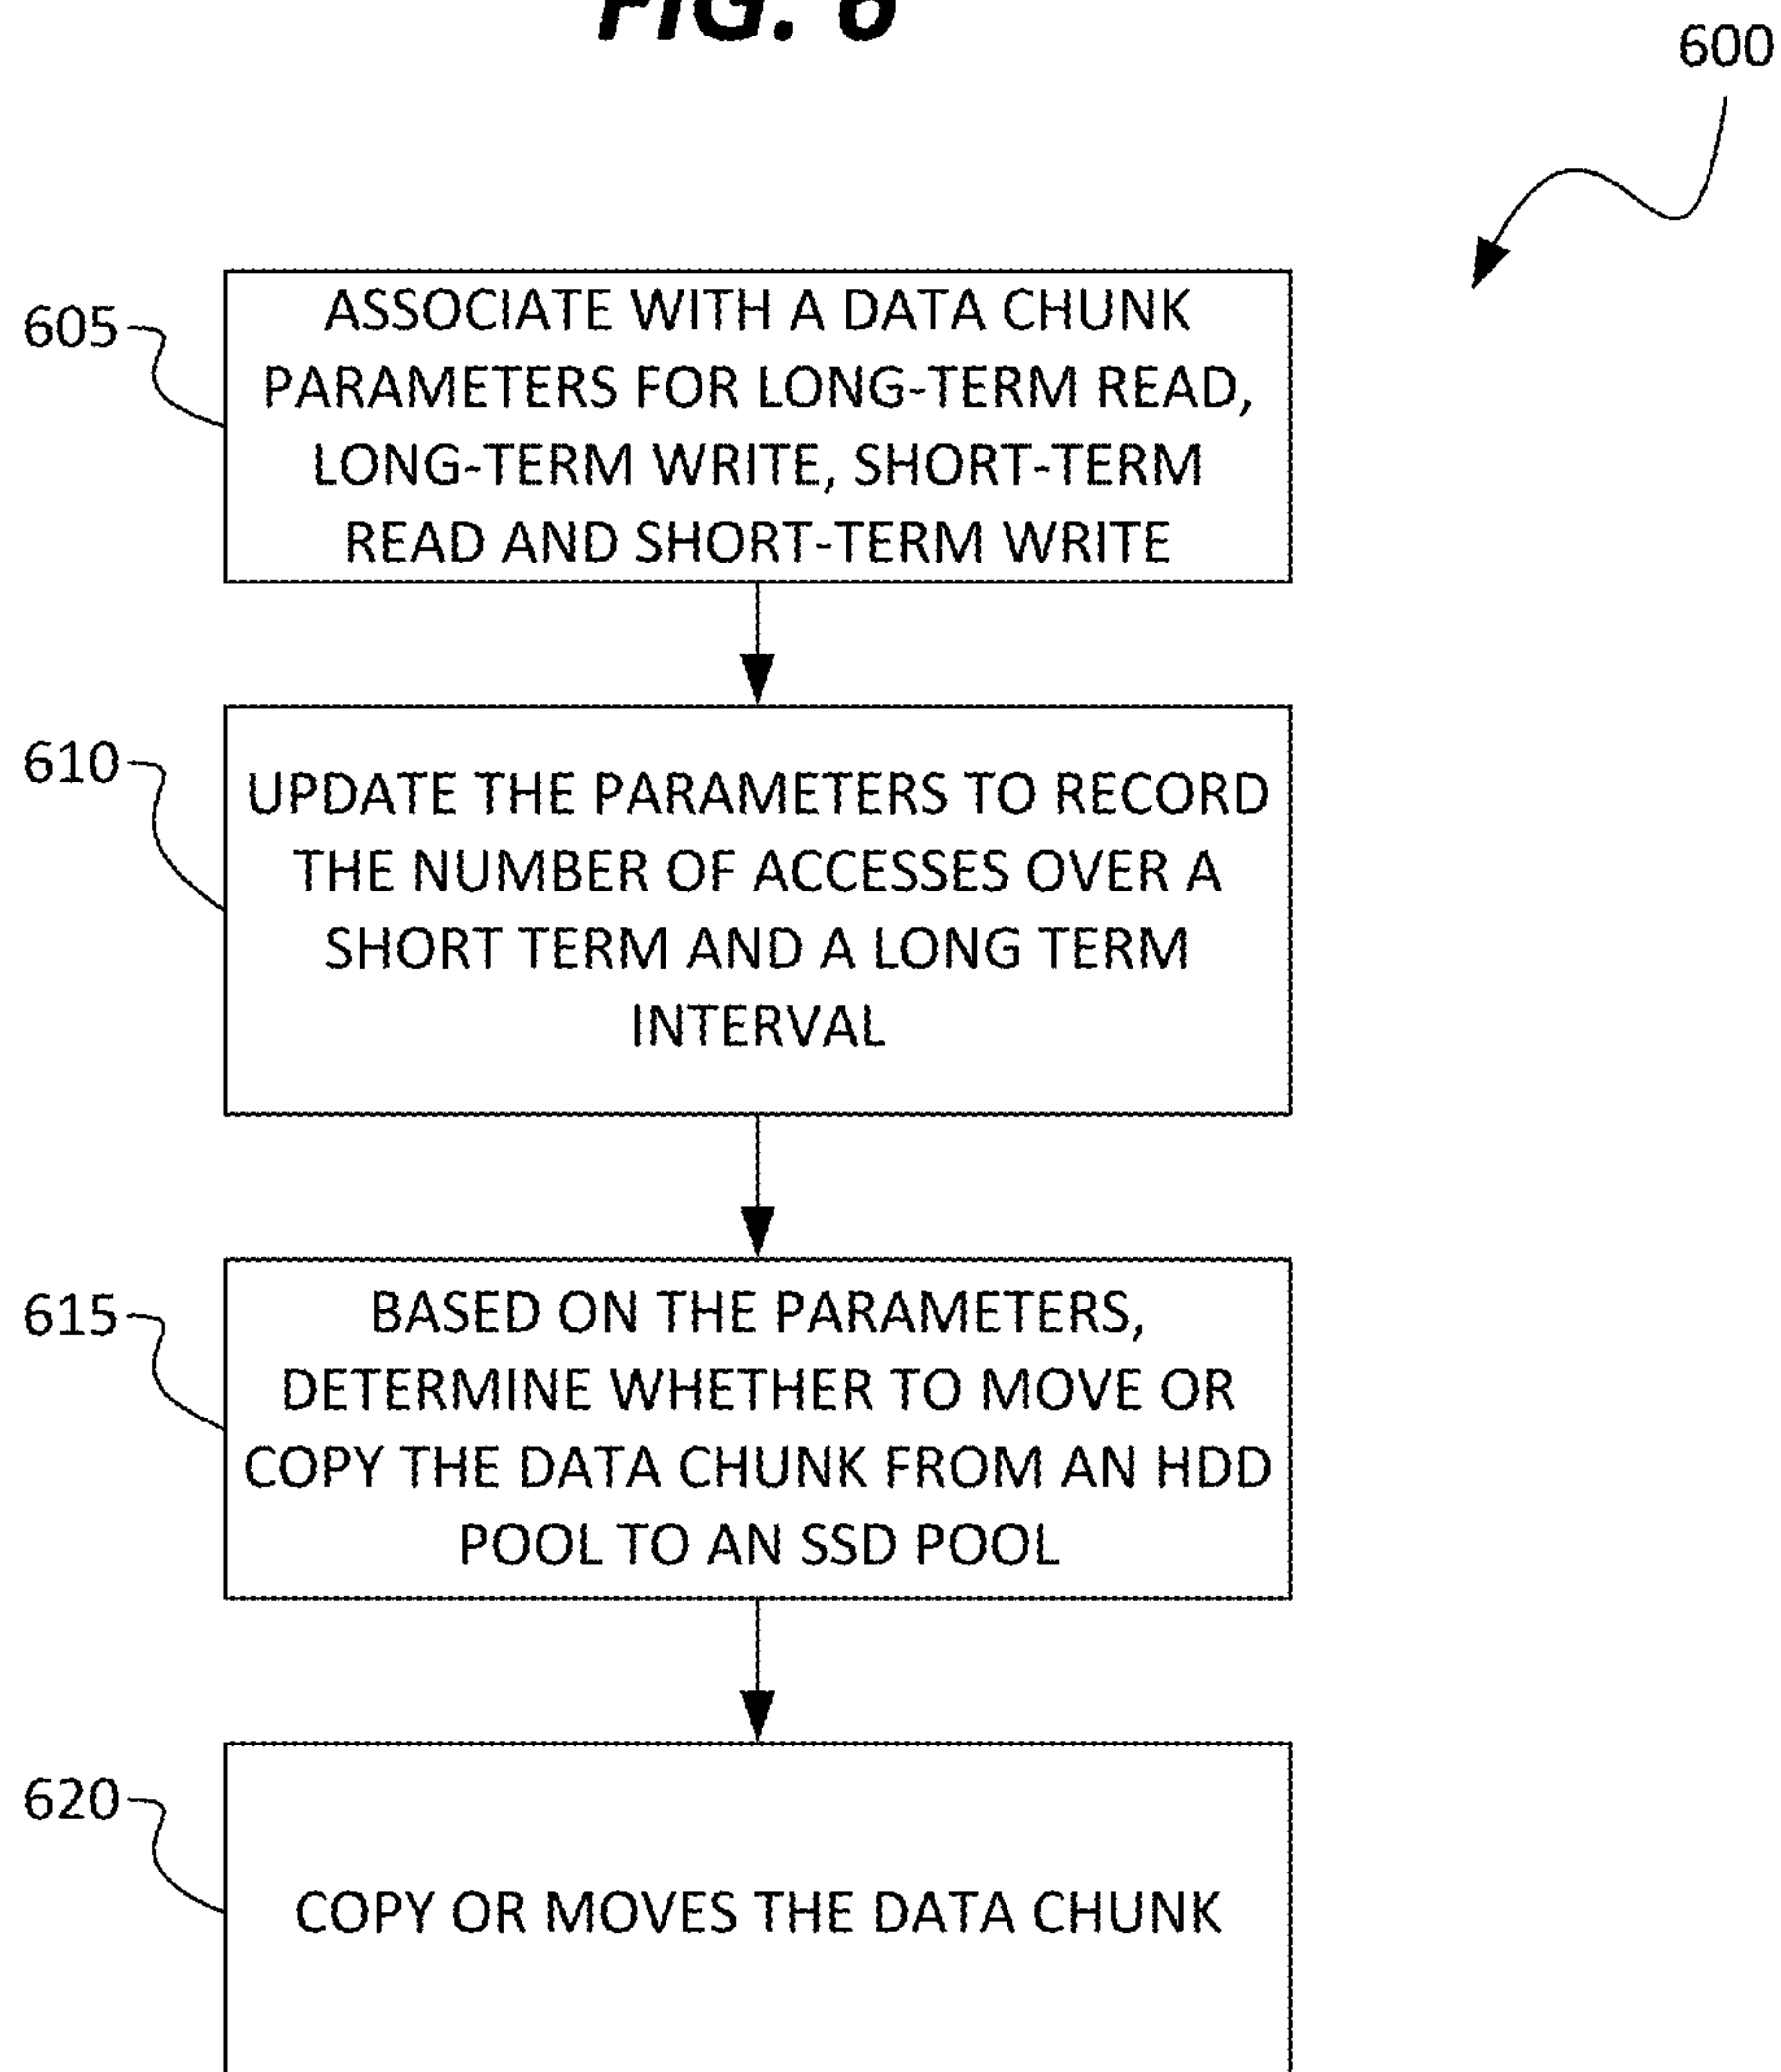 FIG. 6
600
605
ASSOCIATE WITH A DATA CHUNK
PARAMETERS FOR LONG-TERM READ,
LONG-TERM WRITE, SHORT-TERM
READ AND SHORT-TERM WRITE
610
UPDATE THE PARAMETERS TO RECORD
THE NUMBER OF ACCESSES OVER A
SHORT TERM AND A LONG TERM
INTERVAL
615
BASED ON THE PARAMETERS,
DETERMINE WHETHER TO MOVE OR
COPY THE DATA CHUNK FROM AN HDD
POOL TO AN SSD POOL
620
COPY OR MOVES THE DATA CHUNK